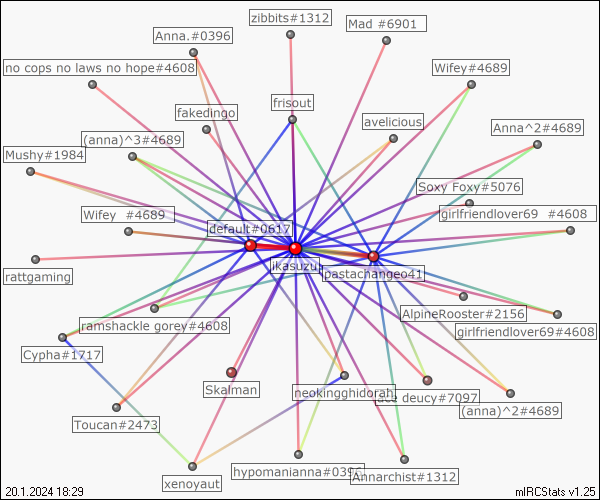 zibbits#1312
Mad #6901
Anna.#0396
no cops no laws no hope#4608
Wifey#4689
fakedingo
frisout
avelicious
Anna^2#4689
(anna)^3#4689
Mushy#1984
Soxy Foxy#5076
girlfriendlover69 #4608
Wifey #4689
default#0617
ikasuzu
pastachangeo41
rattgaming
AlpineRooster#2156
ramshackle gorey#4608
girlfriendlover69#4608
Cypha#1717
Skalman
neokingghidorah
deucy#7097
(anna)^2#4689
Toucan#2473
hypomanianna#0396
Annarchist#1312
xenoyaut
20.1.2024 18:29
mIRCStats v1.25